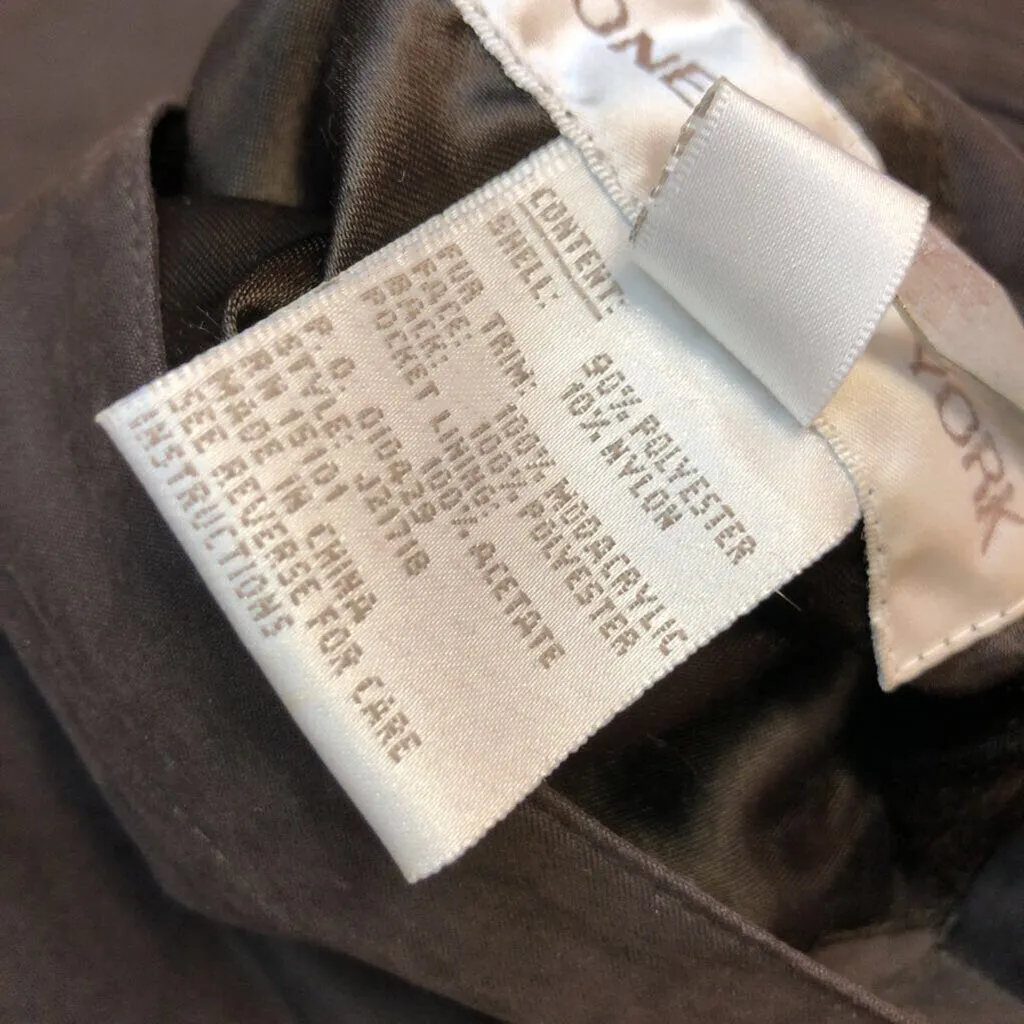 ONE
YORK
CONTENT:
SHELL:
90% POLYESTER
10% NYLON
FUR TRIM:
FACE: 100% MODACRYLIC
BACK: 100% POLYESTER
POCKET LINING:
100% ACETATE
P.O. 010429
STYLE: J21718
RN 15101
MADE IN CHINA
SEE REVERSE FOR CARE
INSTRUCTIONS